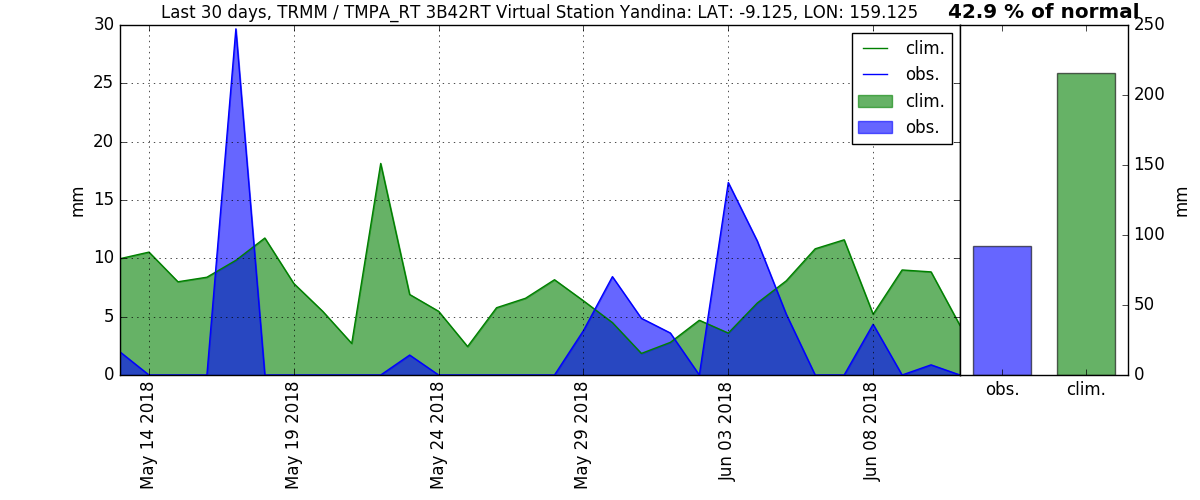 Last 30 days, TRMM / TMPA_RT 3B42RT Virtual Station Yandina: LAT: -9.125, LON: 159.125
42.9 % of normal
30
25
20
15
10
5
0
mm
clim.
obs.
clim.
obs.
May 14 2018
May 19 2018
May 24 2018
May 29 2018
Jun 03 2018
Jun 08 2018
250
200
150
100
50
0
mm
obs.
clim.